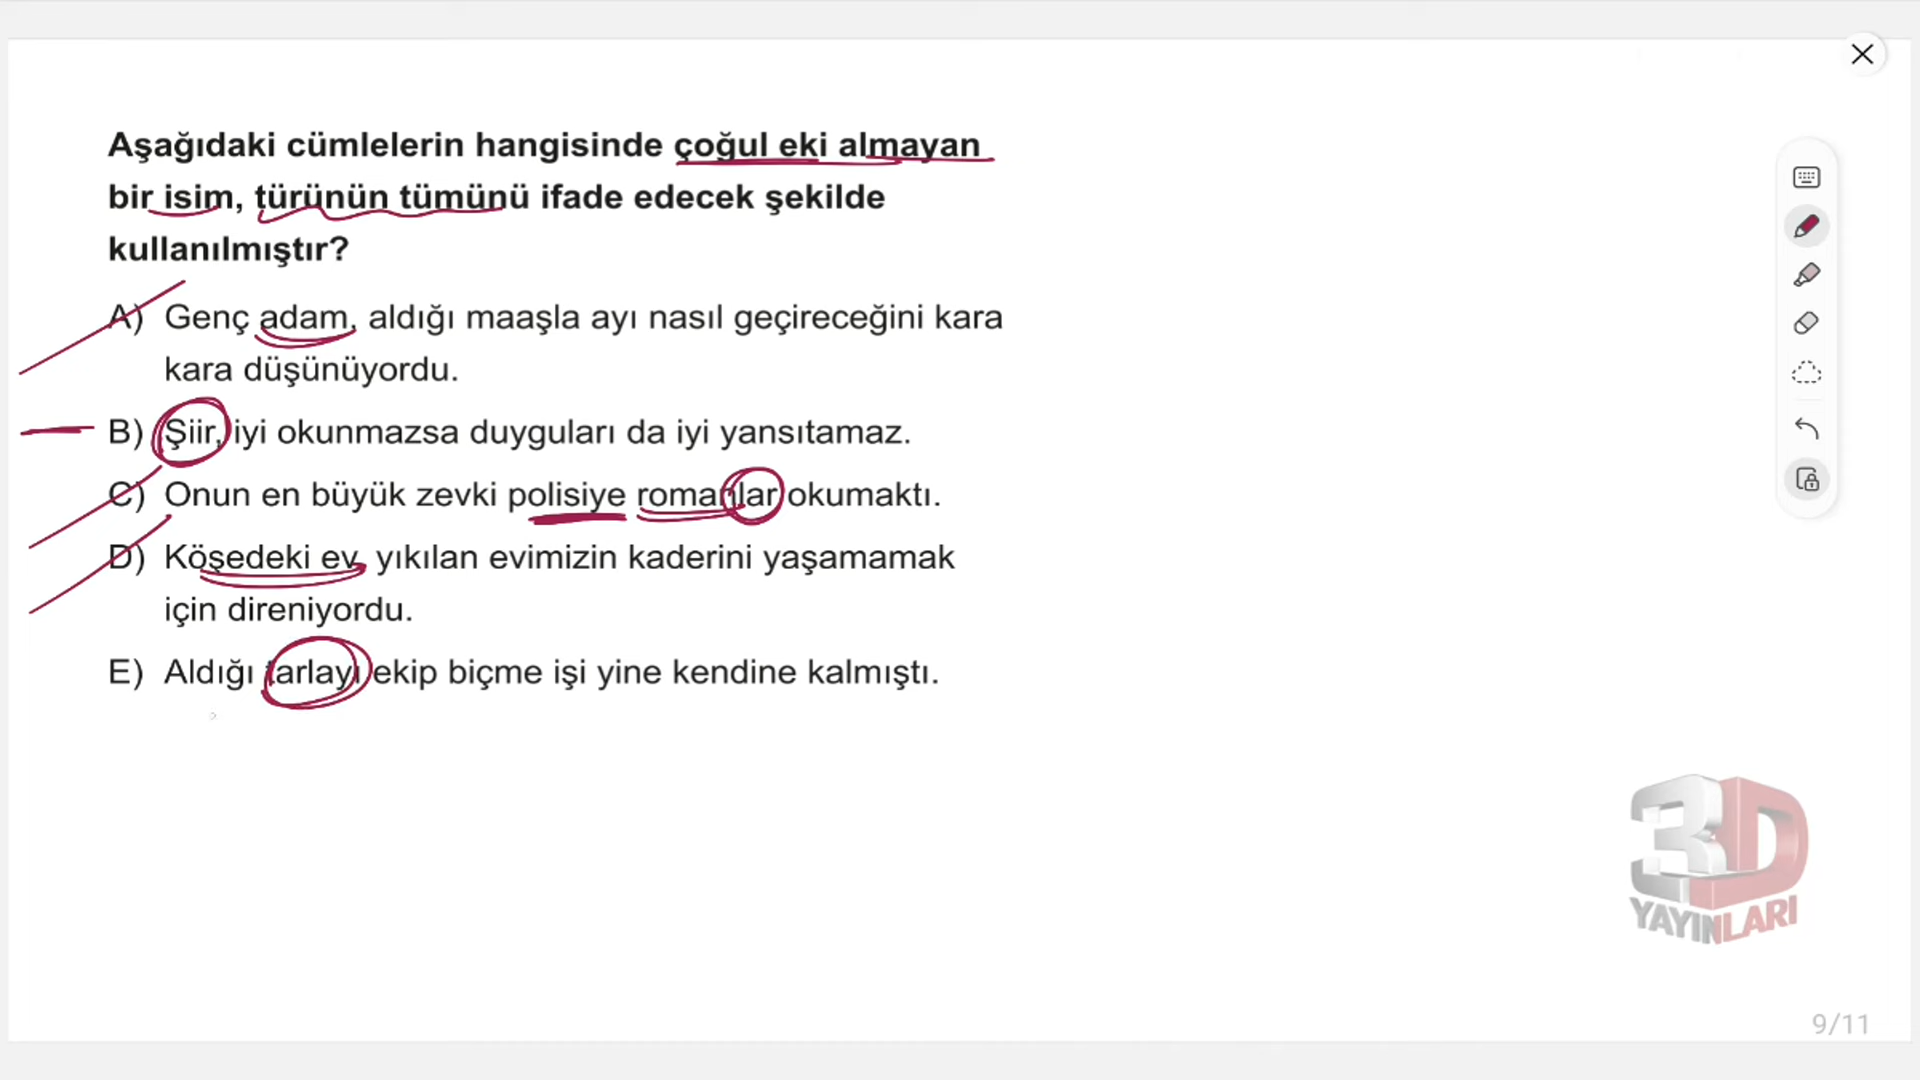 Aşağıdaki cümlelerin hangisinde çoğul eki almayan
bir isim, türünün tümünü ifade edecek şekilde
kullanılmıştır?
A) Genç adam, aldığı maaşla ayı nasıl geçireceğini kara
kara düşünüyordu.
B) Şiir, iyi okunmazsa duyguları da iyi yansıtamaz.
C) Onun en büyük zevki polisiye romanlar okumaktı.
D) Köşedeki ev, yıkılan evimizin kaderini yaşamamak
için direniyordu.
E) Aldığı tarlayı ekip biçme işi yine kendine kalmıştı.
3D
YAYINLARI
9/11